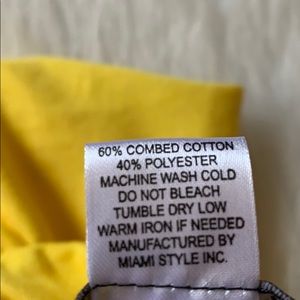 60% COMBED COTTON
40% POLYESTER
MACHINE WASH COLD
DO NOT BLEACH
TUMBLE DRY LOW
WARM IRON IF NEEDED
MANUFACTURED BY
MIAMI STYLE INC.